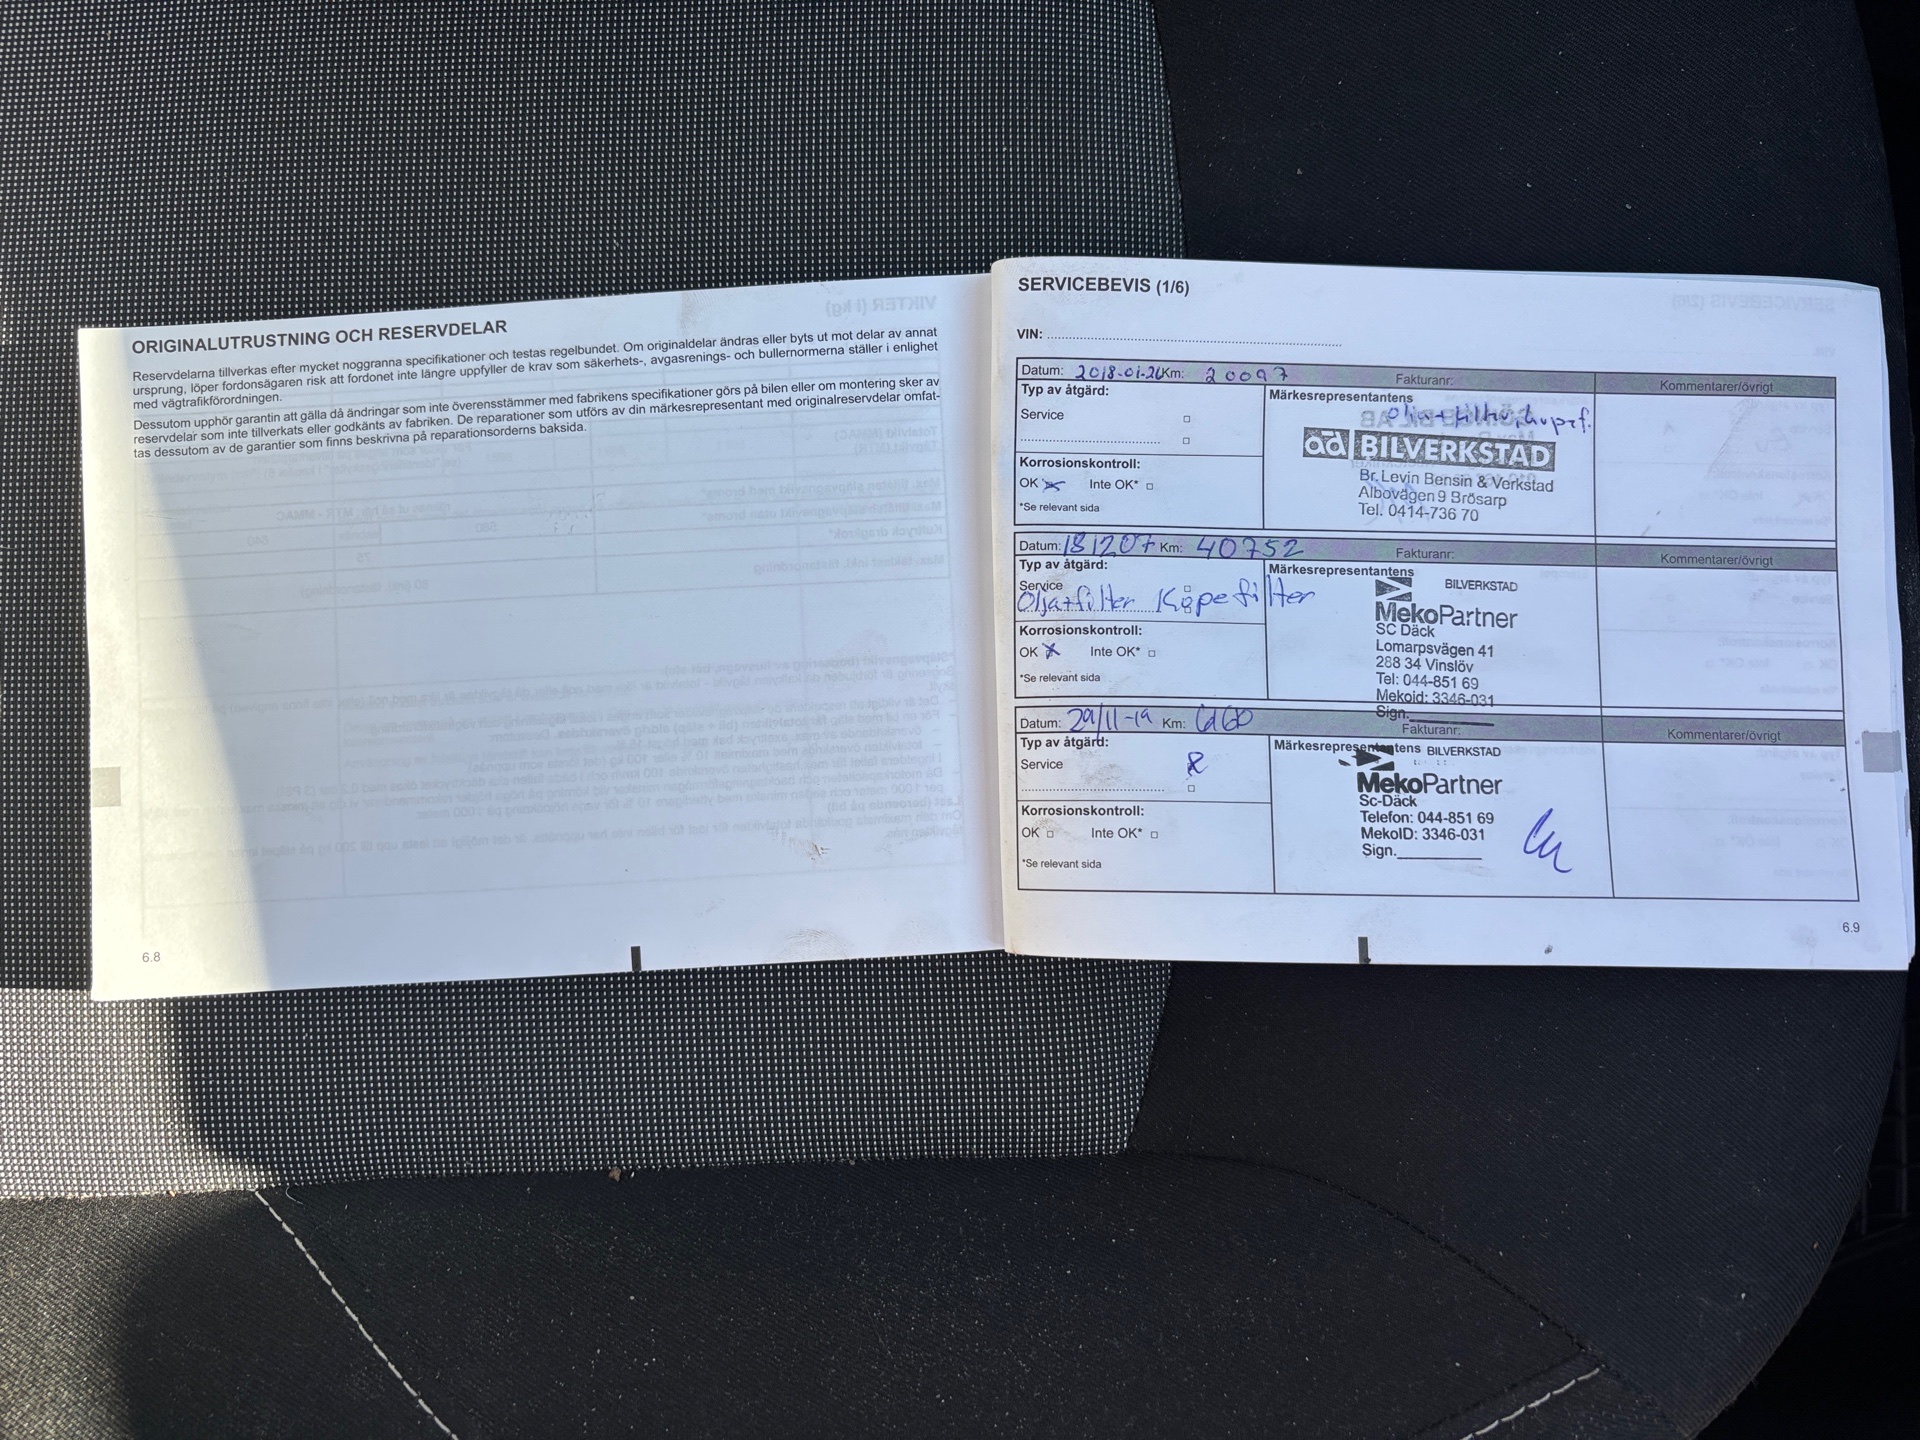 ORIGINALUTRUSTNING OCH RESERVDELAR
Reservdelarna tillverkas efter mycket noggranna specifikationer och testas regelbundet. Om originaldelar ändras eller byts ut mot delar av annat
ursprung, löper fordonsägaren risk att fordonet inte längre uppfyller de krav som säkerhets-, avgasrenings- och bullernormerna ställer i enlighet
med vägtrafikförordningen.
Dessutom upphör garantin att gälla då ändringar som inte överensstämmer med fabrikens specifikationer görs på bilen eller om montering sker av
reservdelar som inte tillverkats eller godkänts av fabriken. De reparationer som utförs av din märkesrepresentant med originalreservdelar omfat-
tas dessutom av de garantier som finns beskrivna på reparationsorderns baksida.
6.8
SERVICEBEVIS (1/6)
VIN:
Datum: 2018-01-26 Km: 20097 Fakturanr: Kommentarer/övrigt
Typ av åtgärd: Märkesrepresentantens
Service
Olja+filter, kupef.
ad BILVERKSTAD
Korrosionskontroll:
Br. Levin Bensin & Verkstad
OK Inte OK*
Albovägen 9 Brösarp
*Se relevant sida
Tel. 0414-736 70
Datum: 181207 Km: 40752 Fakturanr: Kommentarer/övrigt
Typ av åtgärd: Märkesrepresentantens
Service
BILVERKSTAD
Olja+filter Kupefilter
MekoPartner
SC Däck
Korrosionskontroll:
Lomarpsvägen 41
OK Inte OK*
288 34 Vinslöv
*Se relevant sida
Tel: 044-851 69
Mekoid: 3346-031
Sign.
Datum: 29/11-19 Km: Fakturanr: Kommentarer/övrigt
Typ av åtgärd: Märkesrepresentantens BILVERKSTAD
Service
MekoPartner
Sc-Däck
Korrosionskontroll:
Telefon: 044-851 69
OK Inte OK*
MekoID: 3346-031
Sign.
*Se relevant sida
6.9